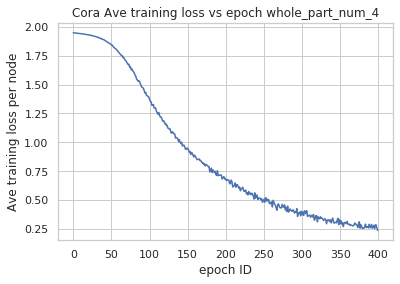 Cora Ave training loss vs epoch whole_part_num_4
2.00
1.75
1.50
1.25
1.00
0.75
0.50
0.25
Ave training loss per node
0 50 100 150 200 250 300 350 400
epoch ID